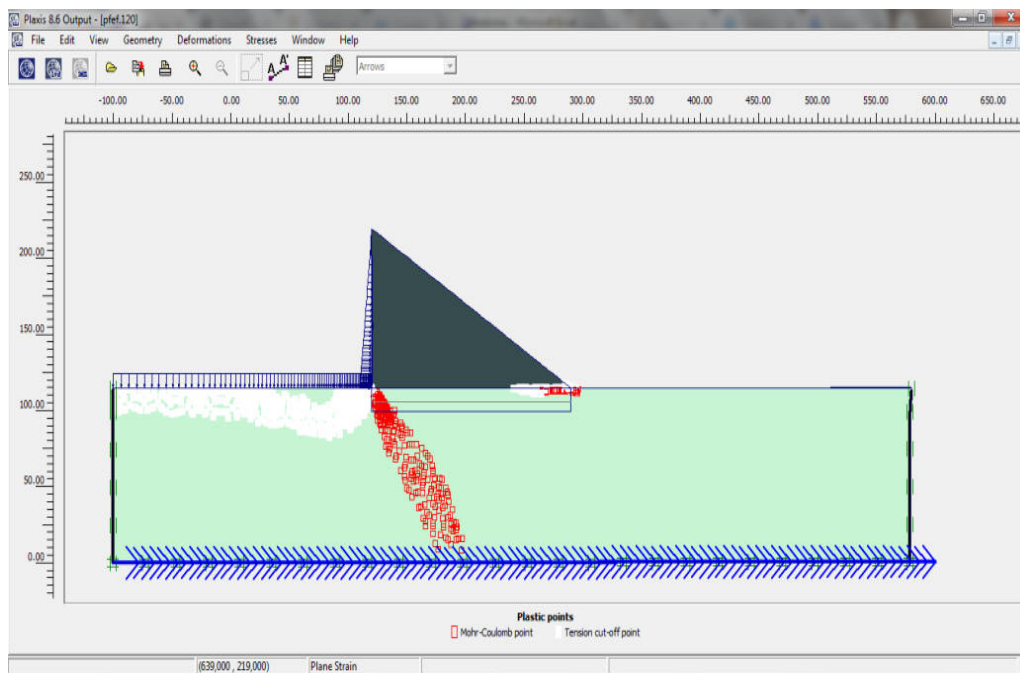 Plaxis 8.6 Output - [pfef.120]
File Edit View Geometry Deformations Stresses Window Help
Arrows
-100.00 -50.00 0.00 50.00 100.00 150.00 200.00 250.00 300.00 350.00 400.00 450.00 500.00 550.00 600.00 650.00
250.00
200.00
150.00
100.00
50.00
0.00
Plastic points
Mohr-Coulomb point Tension cut-off point
(639,000 , 219,000) Plane Strain